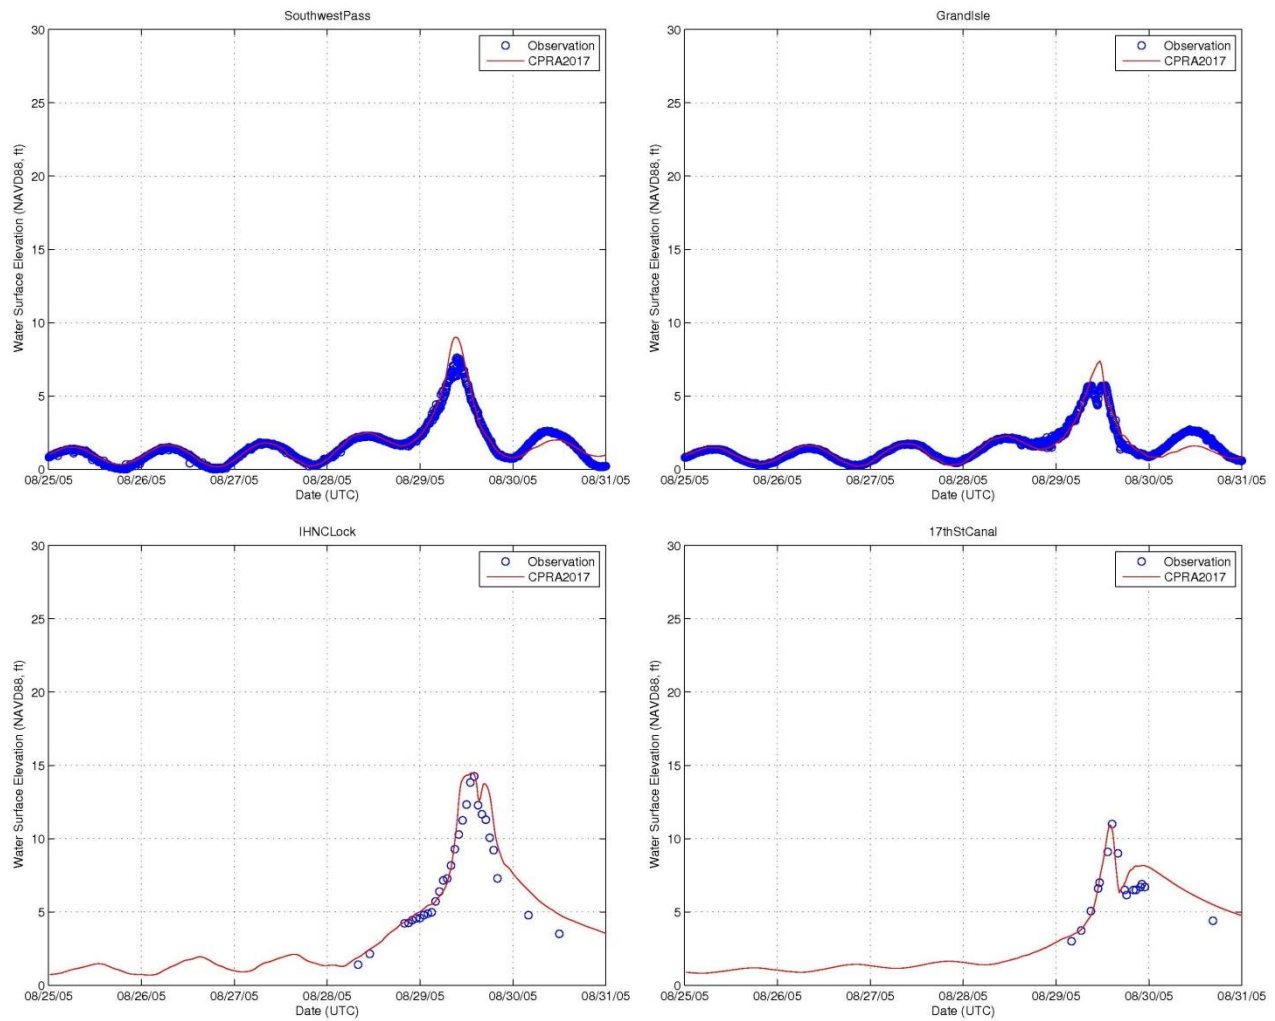 SouthwestPass
Water Surface Elevation (NAVD88, ft)
30
25
20
15
10
5
0
Observation
CPRA2017
08/25/05 08/26/05 08/27/05 08/28/05 08/29/05 08/30/05 08/31/05
Date (UTC)
GrandIsle
Water Surface Elevation (NAVD88, ft)
30
25
20
15
10
5
0
Observation
CPRA2017
08/25/05 08/26/05 08/27/05 08/28/05 08/29/05 08/30/05 08/31/05
Date (UTC)
IHNCLock
Water Surface Elevation (NAVD88, ft)
30
25
20
15
10
5
0
Observation
CPRA2017
08/25/05 08/26/05 08/27/05 08/28/05 08/29/05 08/30/05 08/31/05
Date (UTC)
17thStCanal
Water Surface Elevation (NAVD88, ft)
30
25
20
15
10
5
0
Observation
CPRA2017
08/25/05 08/26/05 08/27/05 08/28/05 08/29/05 08/30/05 08/31/05
Date (UTC)